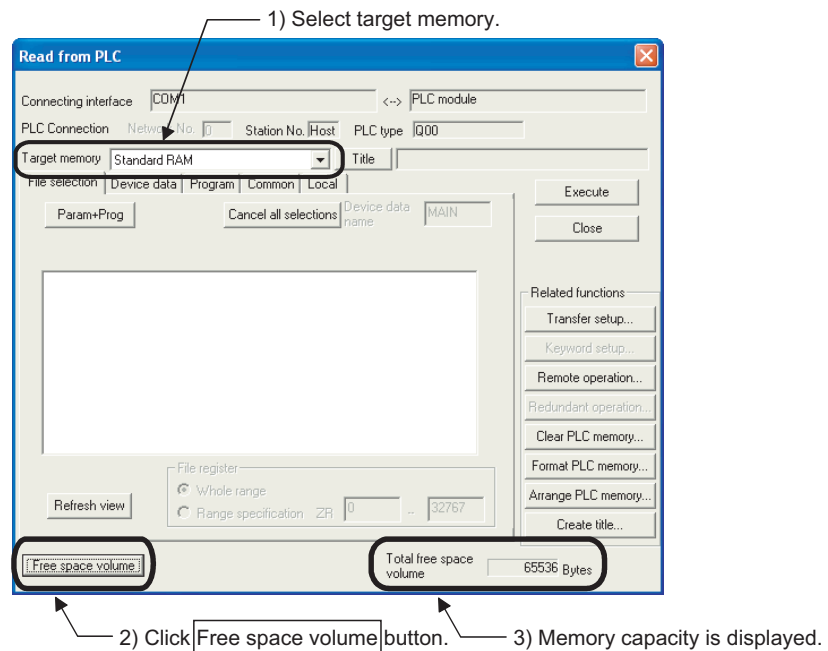 1) Select target memory.
Read from PLC
Connecting interface COM1 <--> PLC module
PLC Connection Network No. 0 Station No. Host PLC type Q00
Target memory Standard RAM Title
File selection Device data Program Common Local
Execute
Param+Prog Cancel all selections Device data name MAIN
Close
Related functions
Transfer setup...
Keyword setup...
Remote operation...
Redundant operation...
Clear PLC memory...
Format PLC memory...
Arrange PLC memory...
Create title...
File register
Whole range
Refresh view
Range specification ZR 0 .. 32767
Free space volume
Total free space
volume 65536 Bytes
2) Click Free space volume button.
3) Memory capacity is displayed.